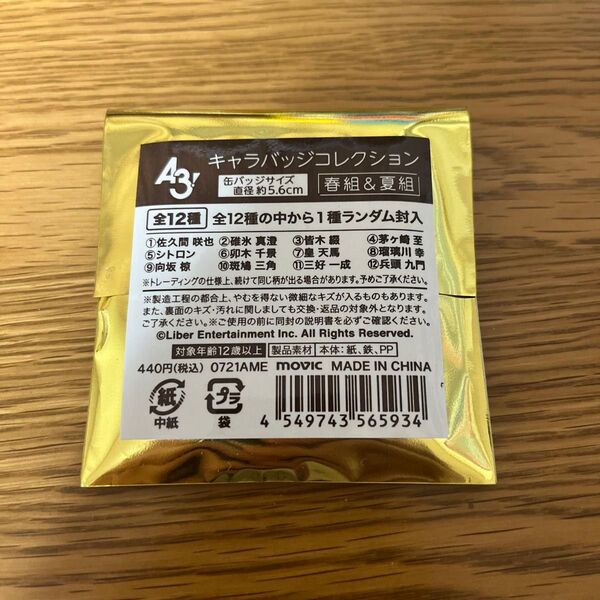 A3! キャラバッジコレクション
缶バッジサイズ
直径 約5.6cm
春組&夏組
全12種 全12種の中から1種ランダム封入
①佐久間 咲也 ②碓氷 真澄 ③皆木 綴 ④茅ヶ崎 至
⑤シトロン ⑥卯木 千景 ⑦皇 天馬 ⑧瑠璃川 幸
⑨向坂 椋 ⑩斑鳩 三角 ⑪三好 一成 ⑫兵頭 九門
※トレーディングの仕様上、続けて同じ柄が出る場合があります。予めご了承ください。
※製造工程の都合上、やむを得ない微細なキズが入るものもあります。
また、裏面のキズ・汚れに関しましても交換・返品の対象外となります。
ご了承ください。※ご使用の前に同封の説明書を必ずご確認ください。
©Liber Entertainment Inc. All Rights Reserved.
対象年齢12歳以上 製品素材 本体:紙、鉄、PP
440円(税込) 0721AME movic MADE IN CHINA
紙 プラ
中紙 袋
4 549743 565934